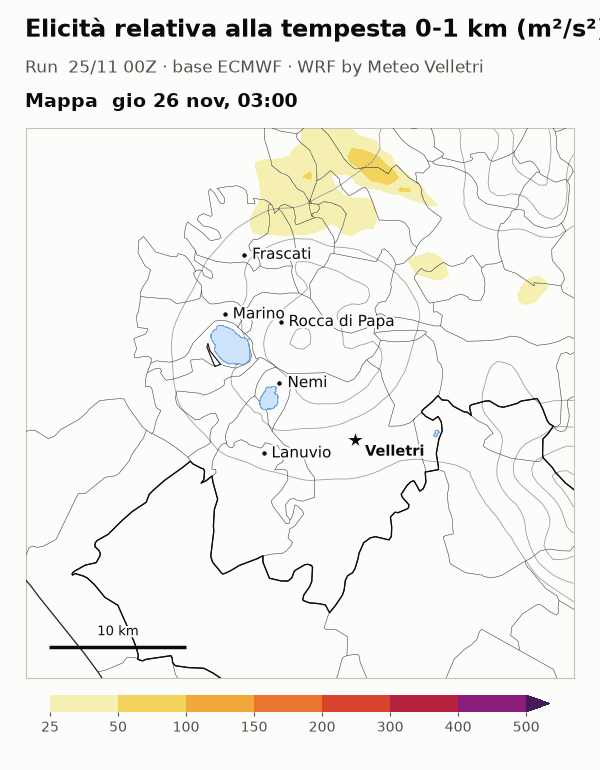 Elicità relativa alla tempesta 0-1 km (m²/s²)
Run  25/11 00Z · base ECMWF · WRF by Meteo Velletri
Mappa  gio 26 nov, 03:00
Frascati
Marino
Rocca di Papa
Nemi
Velletri
Lanuvio
10 km
25 50 100 150 200 300 400 500